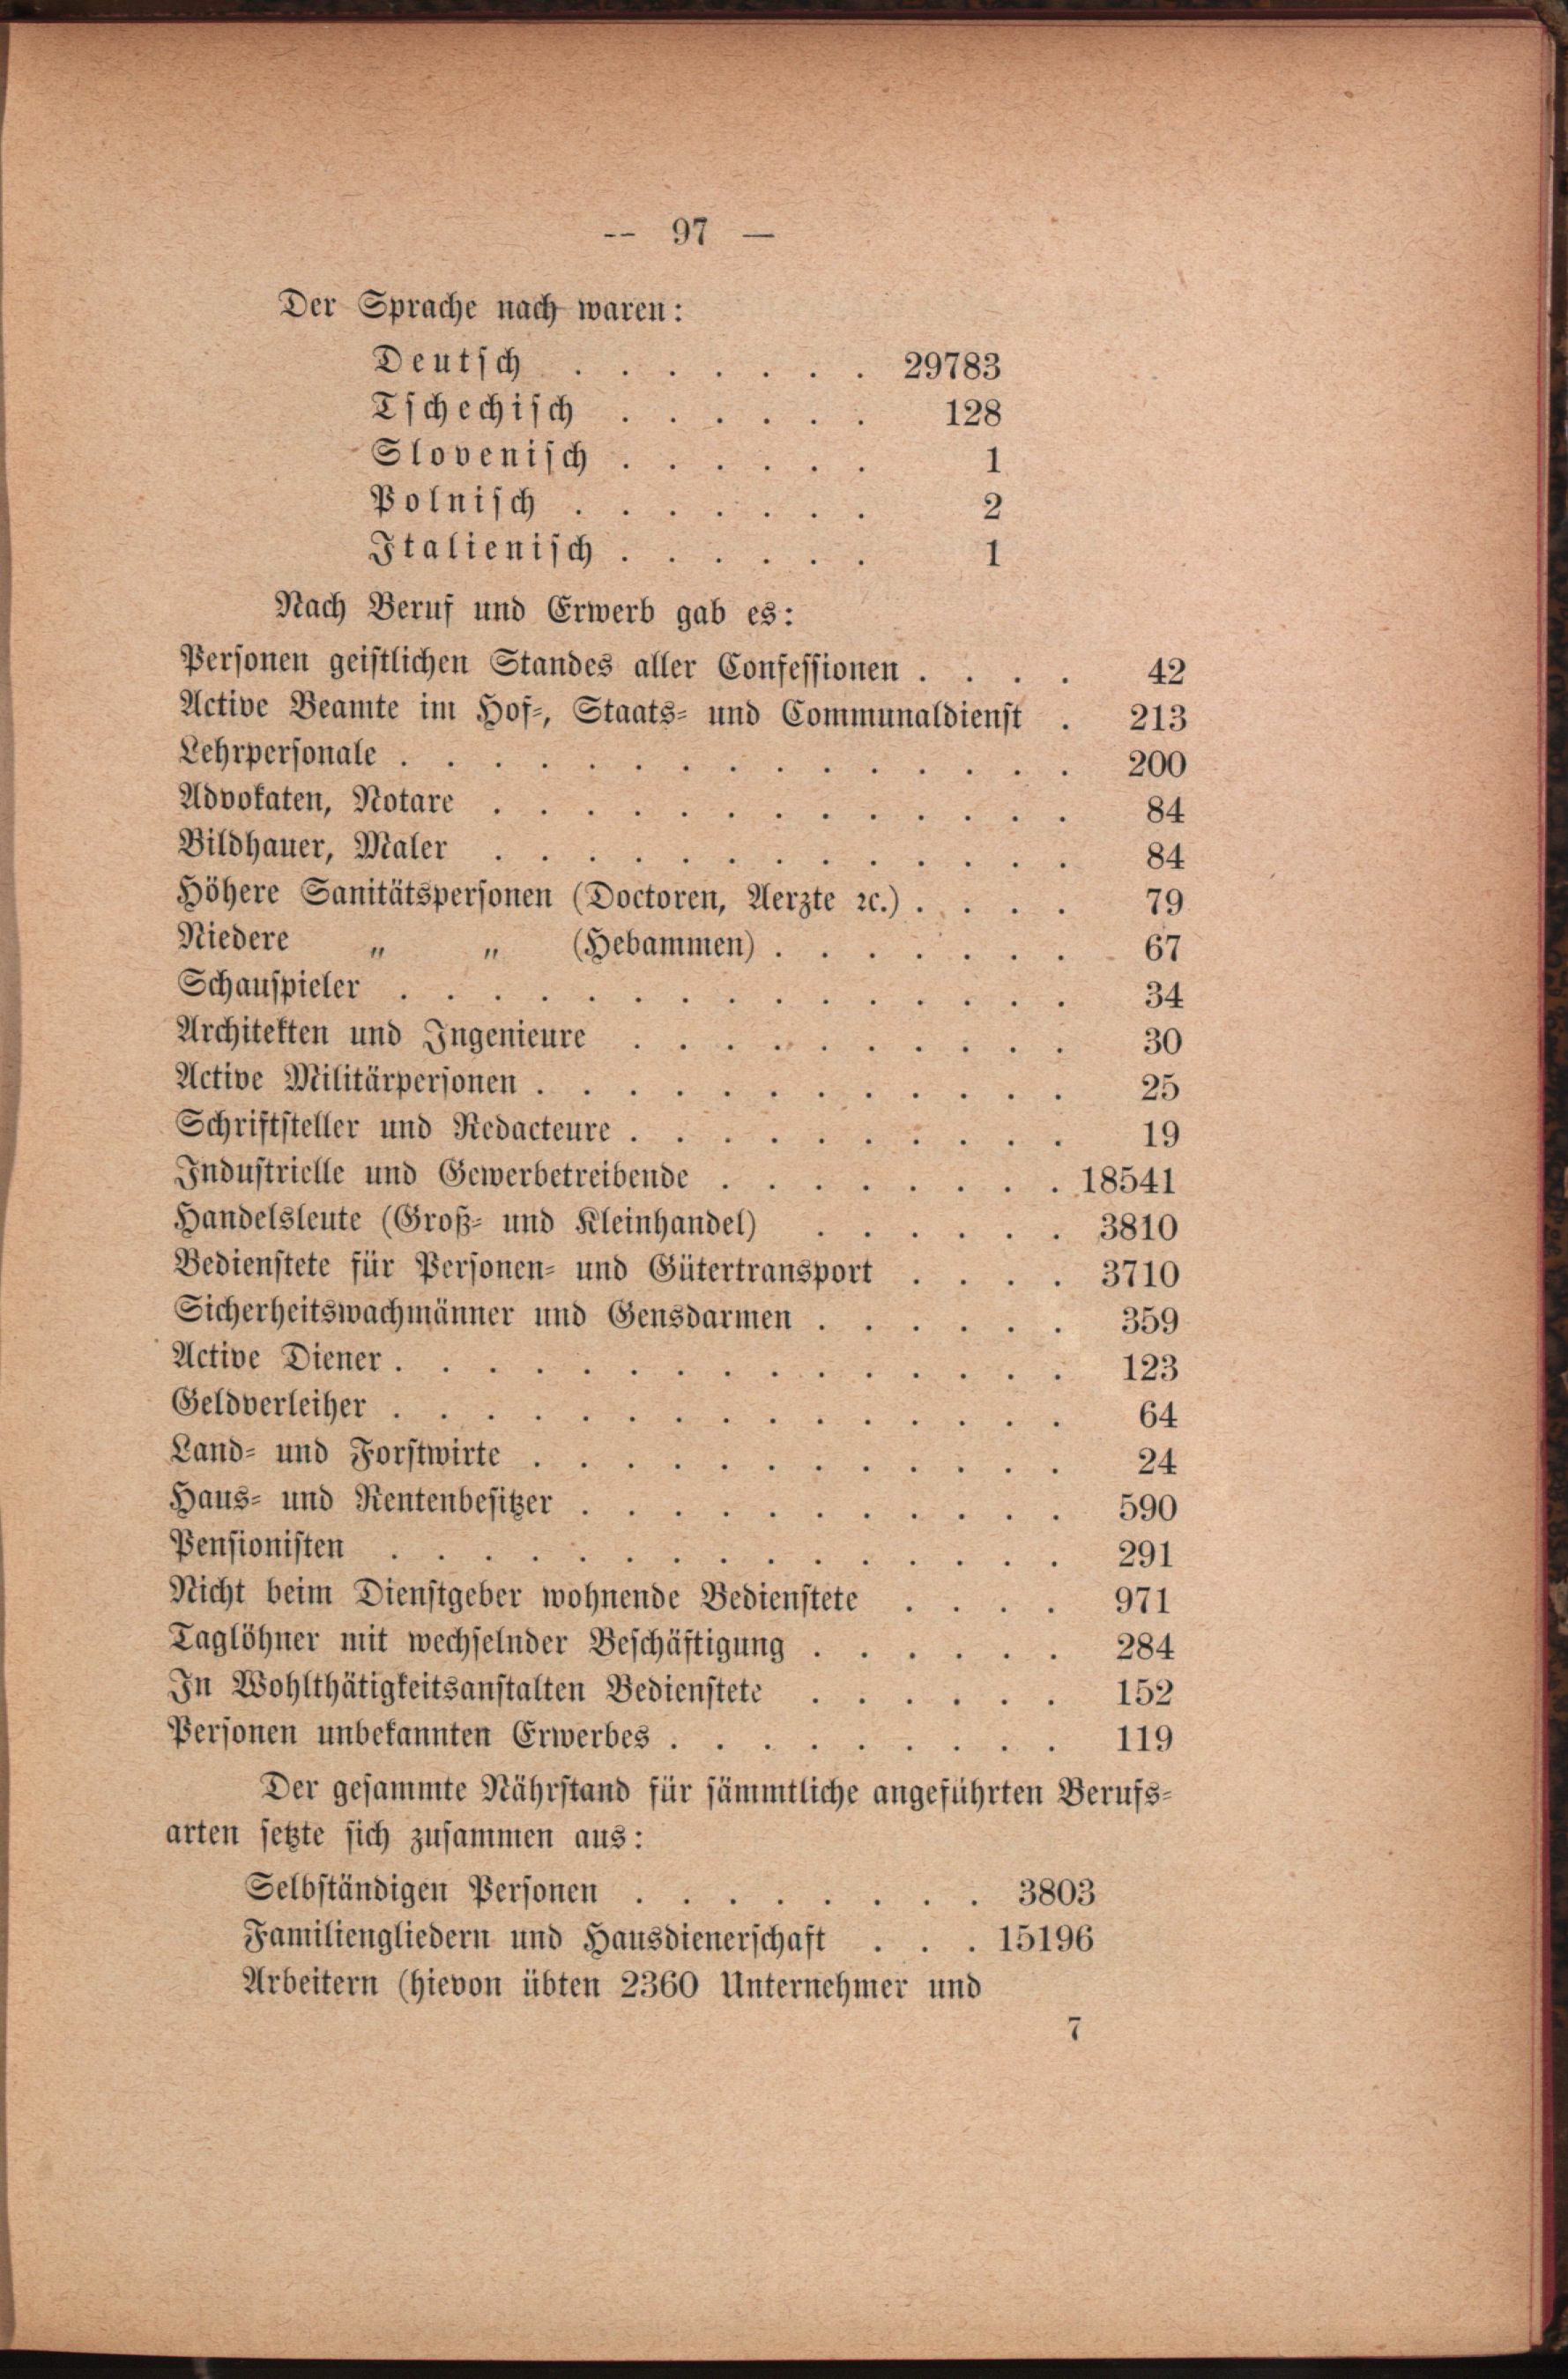 -- 97 —
Der Sprache nach waren:
Deutsch . . . . . . . 29783
Tschechisch . . . . . . 128
Slovenisch . . . . . . 1
Polnisch . . . . . . . 2
Italienisch . . . . . . 1
Nach Beruf und Erwerb gab es:
Personen geistlichen Standes aller Confessionen . . . . 42
Active Beamte im Hof-, Staats- und Communaldienst . 213
Lehrpersonale . . . . . . . . . . . . . . . 200
Advokaten, Notare . . . . . . . . . . . . . 84
Bildhauer, Maler . . . . . . . . . . . . . 84
Höhere Sanitätspersonen (Doctoren, Aerzte ꝛc.) . . . . 79
Niedere „ „ (Hebammen) . . . . . . . 67
Schauspieler . . . . . . . . . . . . . . . 34
Architekten und Ingenieure . . . . . . . . . . 30
Active Militärpersonen . . . . . . . . . . . . 25
Schriftsteller und Redacteure . . . . . . . . . . 19
Industrielle und Gewerbetreibende . . . . . . . . 18541
Handelsleute (Groß- und Kleinhandel) . . . . . . 3810
Bedienstete für Personen- und Gütertransport . . . . 3710
Sicherheitswachmänner und Gensdarmen . . . . . . 359
Active Diener . . . . . . . . . . . . . . . 123
Geldverleiher . . . . . . . . . . . . . . . 64
Land- und Forstwirte . . . . . . . . . . . . 24
Haus- und Rentenbesitzer . . . . . . . . . . . 590
Pensionisten . . . . . . . . . . . . . . . 291
Nicht beim Dienstgeber wohnende Bedienstete . . . . 971
Taglöhner mit wechselnder Beschäftigung . . . . . . 284
In Wohlthätigkeitsanstalten Bedienstete . . . . . . 152
Personen unbekannten Erwerbes . . . . . . . . . 119
Der gesammte Nährstand für sämmtliche angeführten Berufs-
arten setzte sich zusammen aus:
Selbständigen Personen . . . . . . . . 3803
Familiengliedern und Hausdienerschaft . . . 15196
Arbeitern (hievon übten 2360 Unternehmer und
7